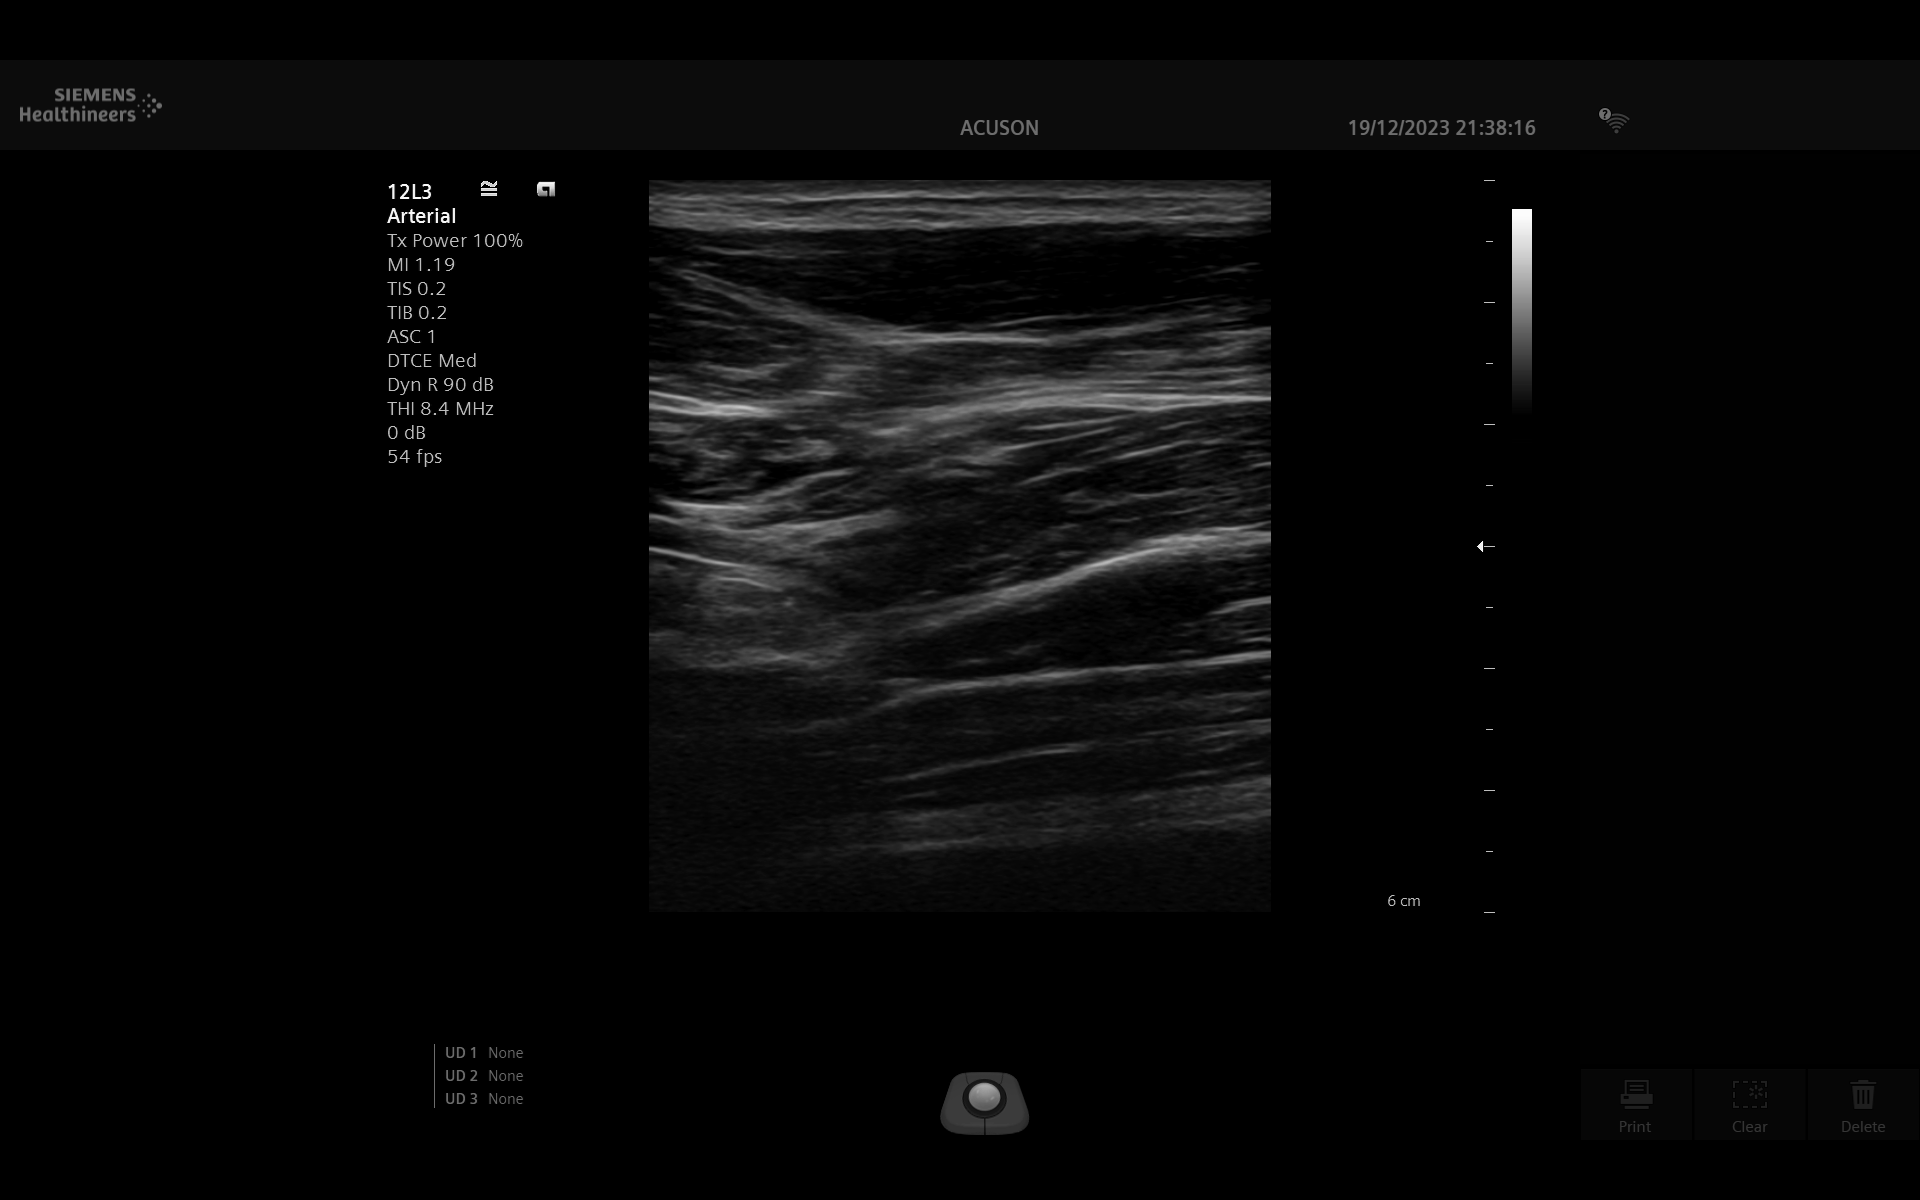 SIEMENS
Healthineers
ACUSON
19/12/2023 21:38:16
?
12L3
Arterial
Tx Power 100%
MI 1.19
TIS 0.2
TIB 0.2
ASC 1
DTCE Med
Dyn R 90 dB
THI 8.4 MHz
0 dB
54 fps
6 cm
UD 1 None
UD 2 None
UD 3 None
Print
Clear
Delete